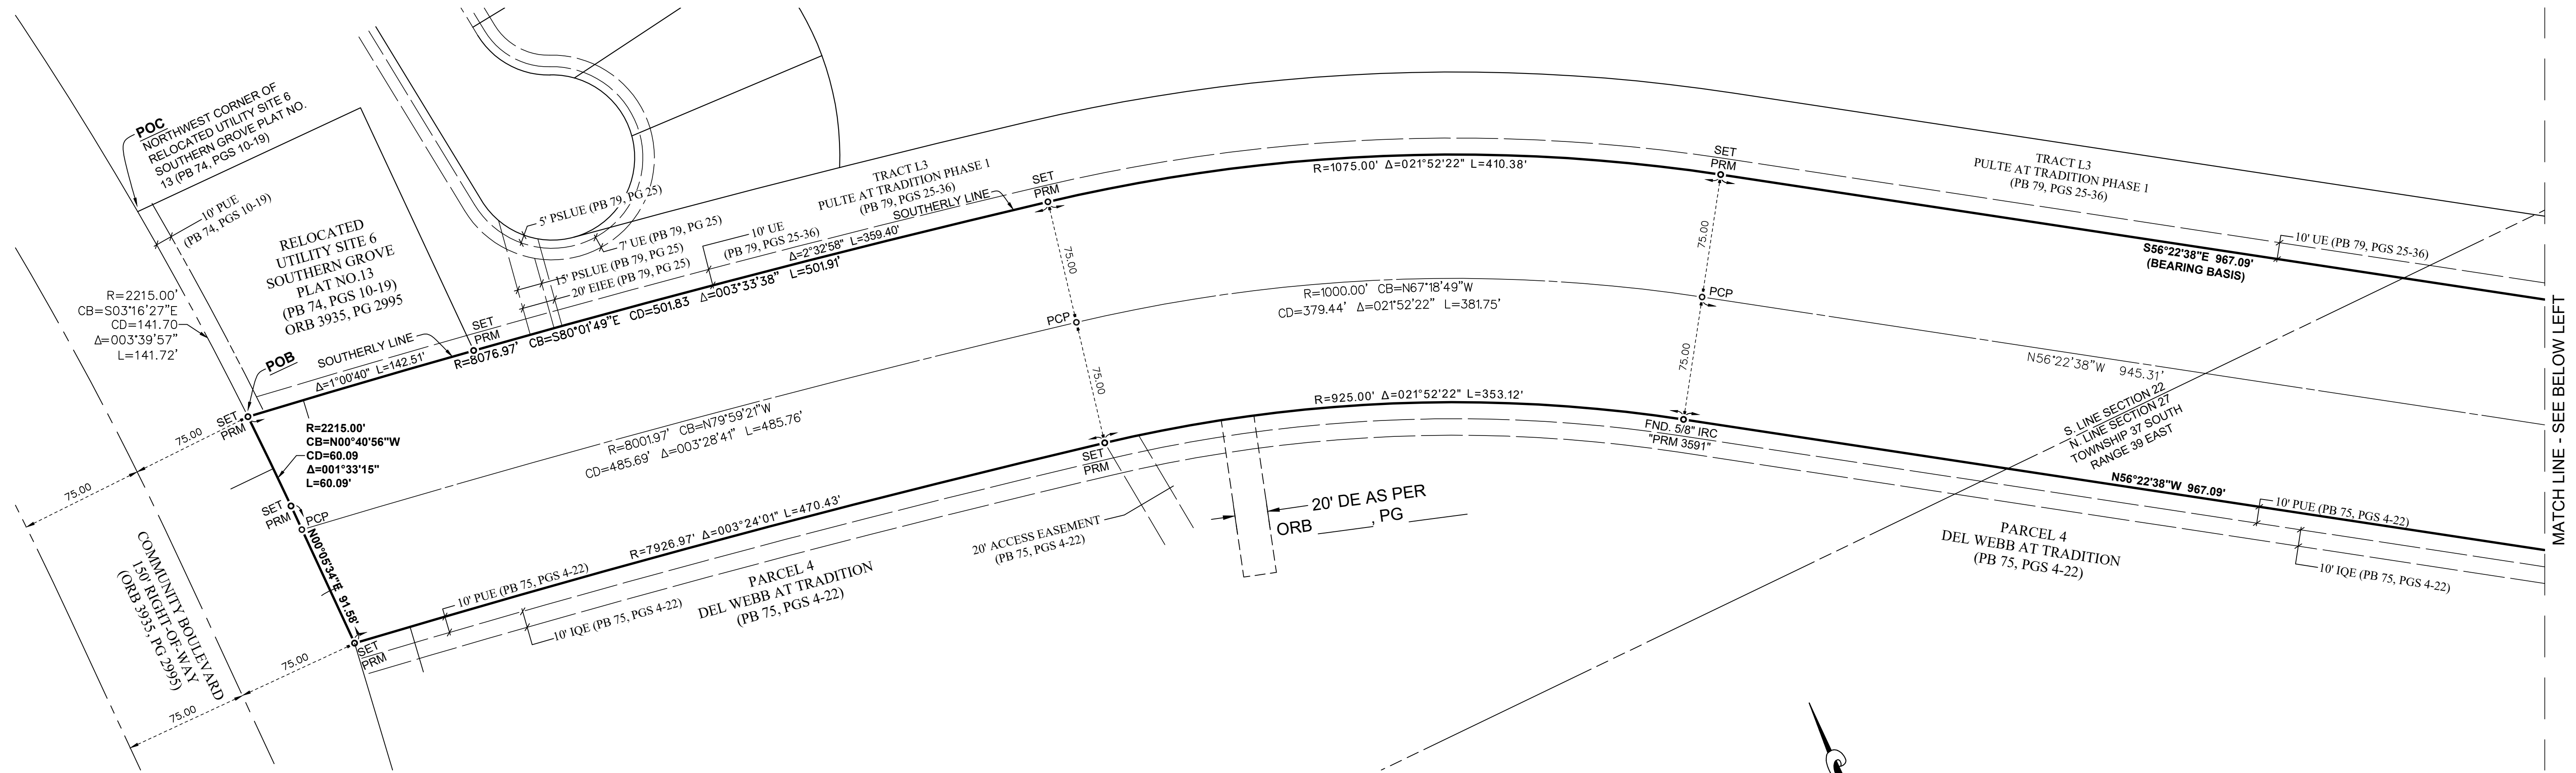 POC
NORTHWEST CORNER OF
RELOCATED UTILITY SITE 6
SOUTHERN GROVE PLAT NO.
13 (PB 74, PGS 10-19)
10' PUE
(PB 74, PGS 10-19)
RELOCATED
UTILITY SITE 6
SOUTHERN GROVE
PLAT NO.13
(PB 74, PGS 10-19)
ORB 3935, PG 2995
R=2215.00'
CB=S03°16'27"E
CD=141.70
Δ=003°39'57"
L=141.72'
POB
SOUTHERLY LINE
Δ=1°00'40" L=142.51'
SET
PRM
R=8076.97' CB=S80°01'49"E CD=501.83 Δ=003°33'38" L=501.91'
5' PSLUE (PB 79, PG 25)
7' UE (PB 79, PG 25)
15' PSLUE (PB 79, PG 25)
20' EIEE (PB 79, PG 25)
10' UE
(PB 79, PGS 25-36)
Δ=2°32'58" L=359.40'
TRACT L3
PULTE AT TRADITION PHASE 1
(PB 79, PGS 25-36)
SOUTHERLY LINE
SET
PRM
R=1075.00' Δ=021°52'22" L=410.38'
SET
PRM
TRACT L3
PULTE AT TRADITION PHASE 1
(PB 79, PGS 25-36)
10' UE (PB 79, PGS 25-36)
S56°22'38"E 967.09'
(BEARING BASIS)
75.00
75.00
PCP
R=1000.00' CB=N67°18'49"W
CD=379.44' Δ=021°52'22" L=381.75'
PCP
75.00
75.00
N56°22'38"W 945.31'
MATCH LINE - SEE BELOW LEFT
SET
PRM
75.00
75.00
R=2215.00'
CB=N00°40'56"W
CD=60.09
Δ=001°33'15"
L=60.09'
SET
PRM
PCP
N00°05'34"E 91.58'
R=8001.97' CB=N79°59'21"W
CD=485.69' Δ=003°28'41" L=485.76'
R=925.00' Δ=021°52'22" L=353.12'
FND. 5/8" IRC
"PRM 3591"
S. LINE SECTION 22
N. LINE SECTION 27
TOWNSHIP 37 SOUTH
RANGE 39 EAST
SET
PRM
R=7926.97' Δ=003°24'01" L=470.43'
20' ACCESS EASEMENT
(PB 75, PGS 4-22)
20' DE AS PER
ORB ______, PG ______
N56°22'38"W 967.09'
10' PUE (PB 75, PGS 4-22)
10' IQE (PB 75, PGS 4-22)
PARCEL 4
DEL WEBB AT TRADITION
(PB 75, PGS 4-22)
COMMUNITY BOULEVARD
150' RIGHT-OF-WAY
(ORB 3935, PG 2995)
10' PUE (PB 75, PGS 4-22)
10' IQE (PB 75, PGS 4-22)
PARCEL 4
DEL WEBB AT TRADITION
(PB 75, PGS 4-22)
SET
PRM
75.00
75.00